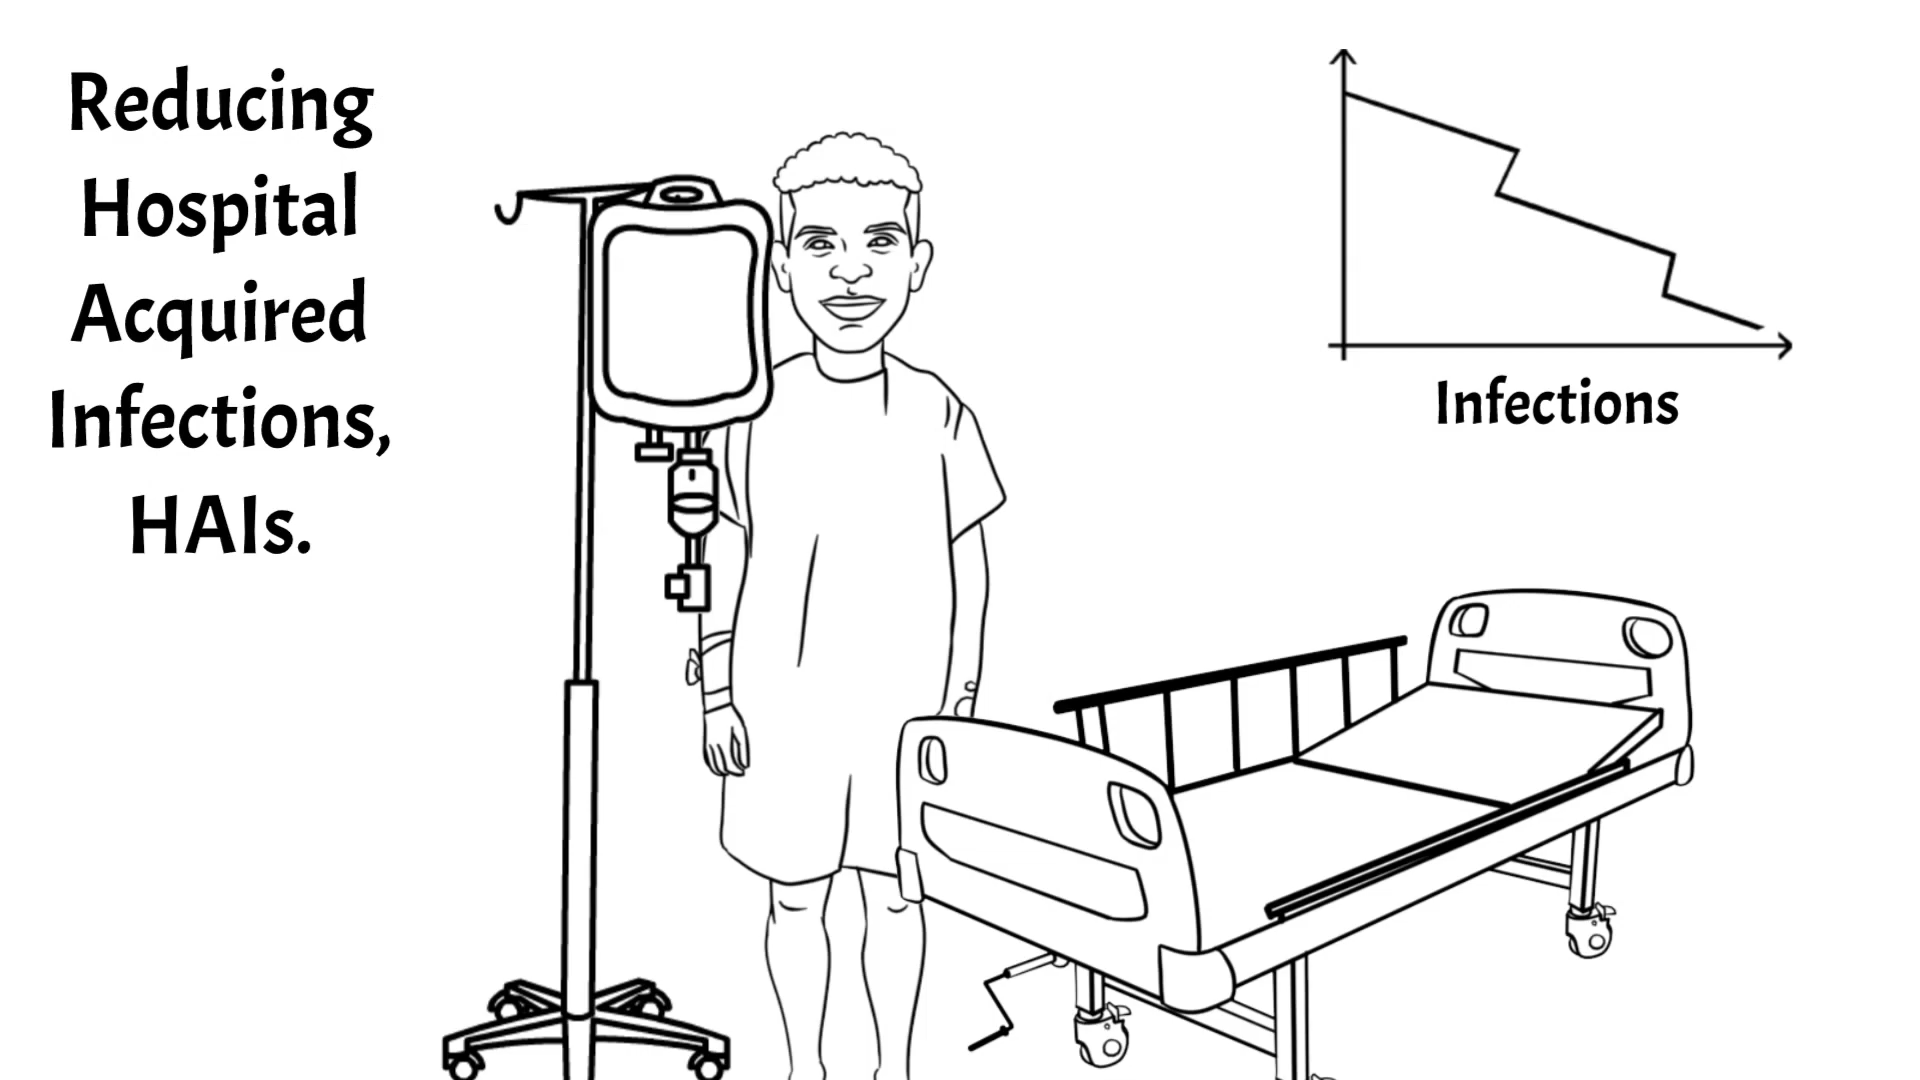 Reducing
Hospital
Acquired
Infections,
HAIs.
Infections